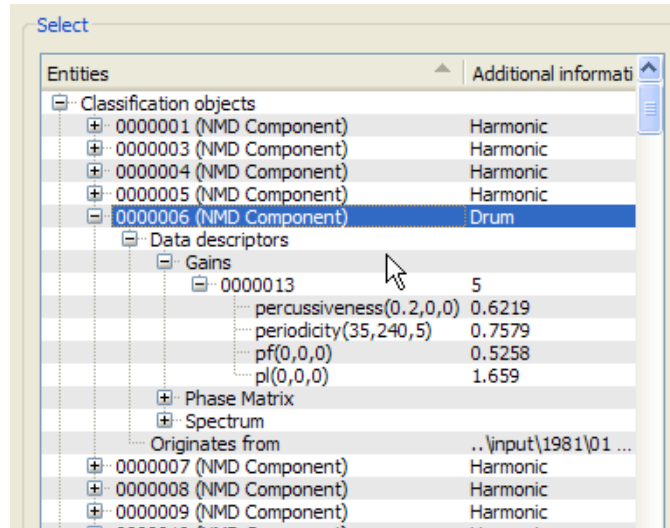 Select
Entities Additional informati
Classification objects
0000001 (NMD Component) Harmonic
0000003 (NMD Component) Harmonic
0000004 (NMD Component) Harmonic
0000005 (NMD Component) Harmonic
0000006 (NMD Component) Drum
Data descriptors
Gains
0000013 5
percussiveness(0.2,0,0) 0.6219
periodicity(35,240,5) 0.7579
pf(0,0,0) 0.5258
pl(0,0,0) 1.659
Phase Matrix
Spectrum
Originates from ..\input\1981\01 ...
0000007 (NMD Component) Harmonic
0000008 (NMD Component) Harmonic
0000009 (NMD Component) Harmonic